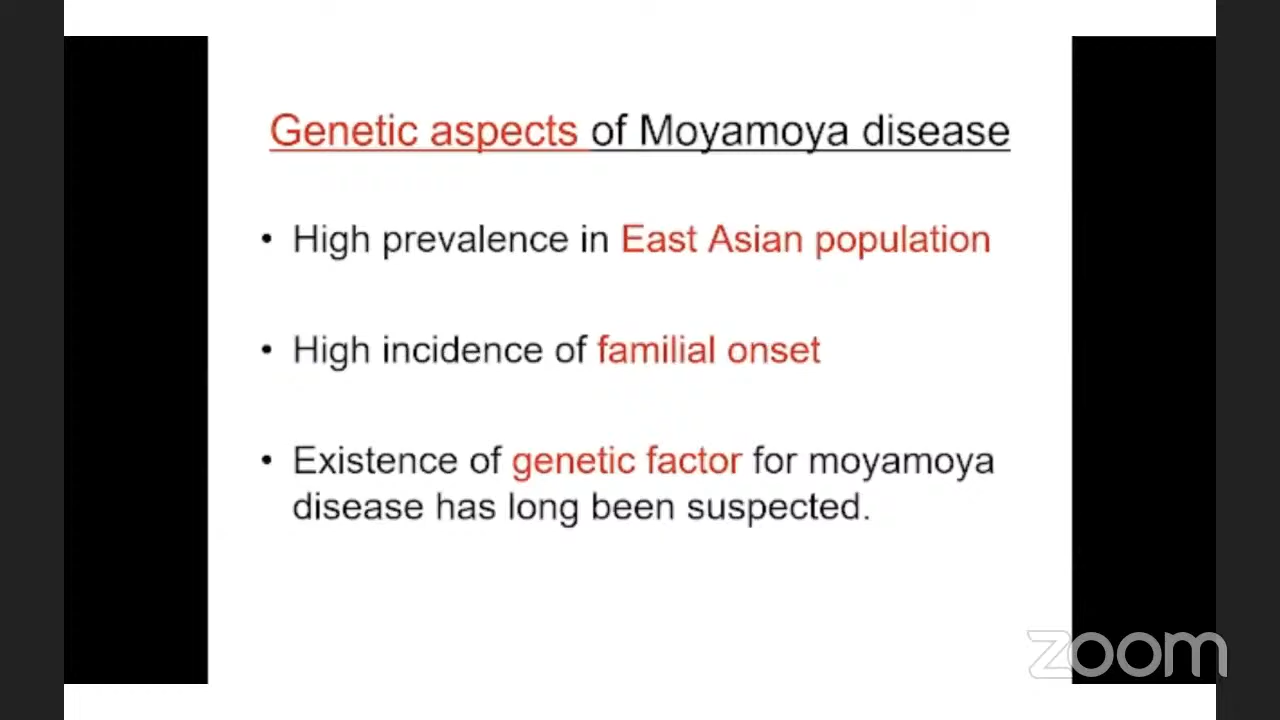 Genetic aspects of Moyamoya disease
• High prevalence in East Asian population
• High incidence of familial onset
• Existence of genetic factor for moyamoya
disease has long been suspected.
zoom